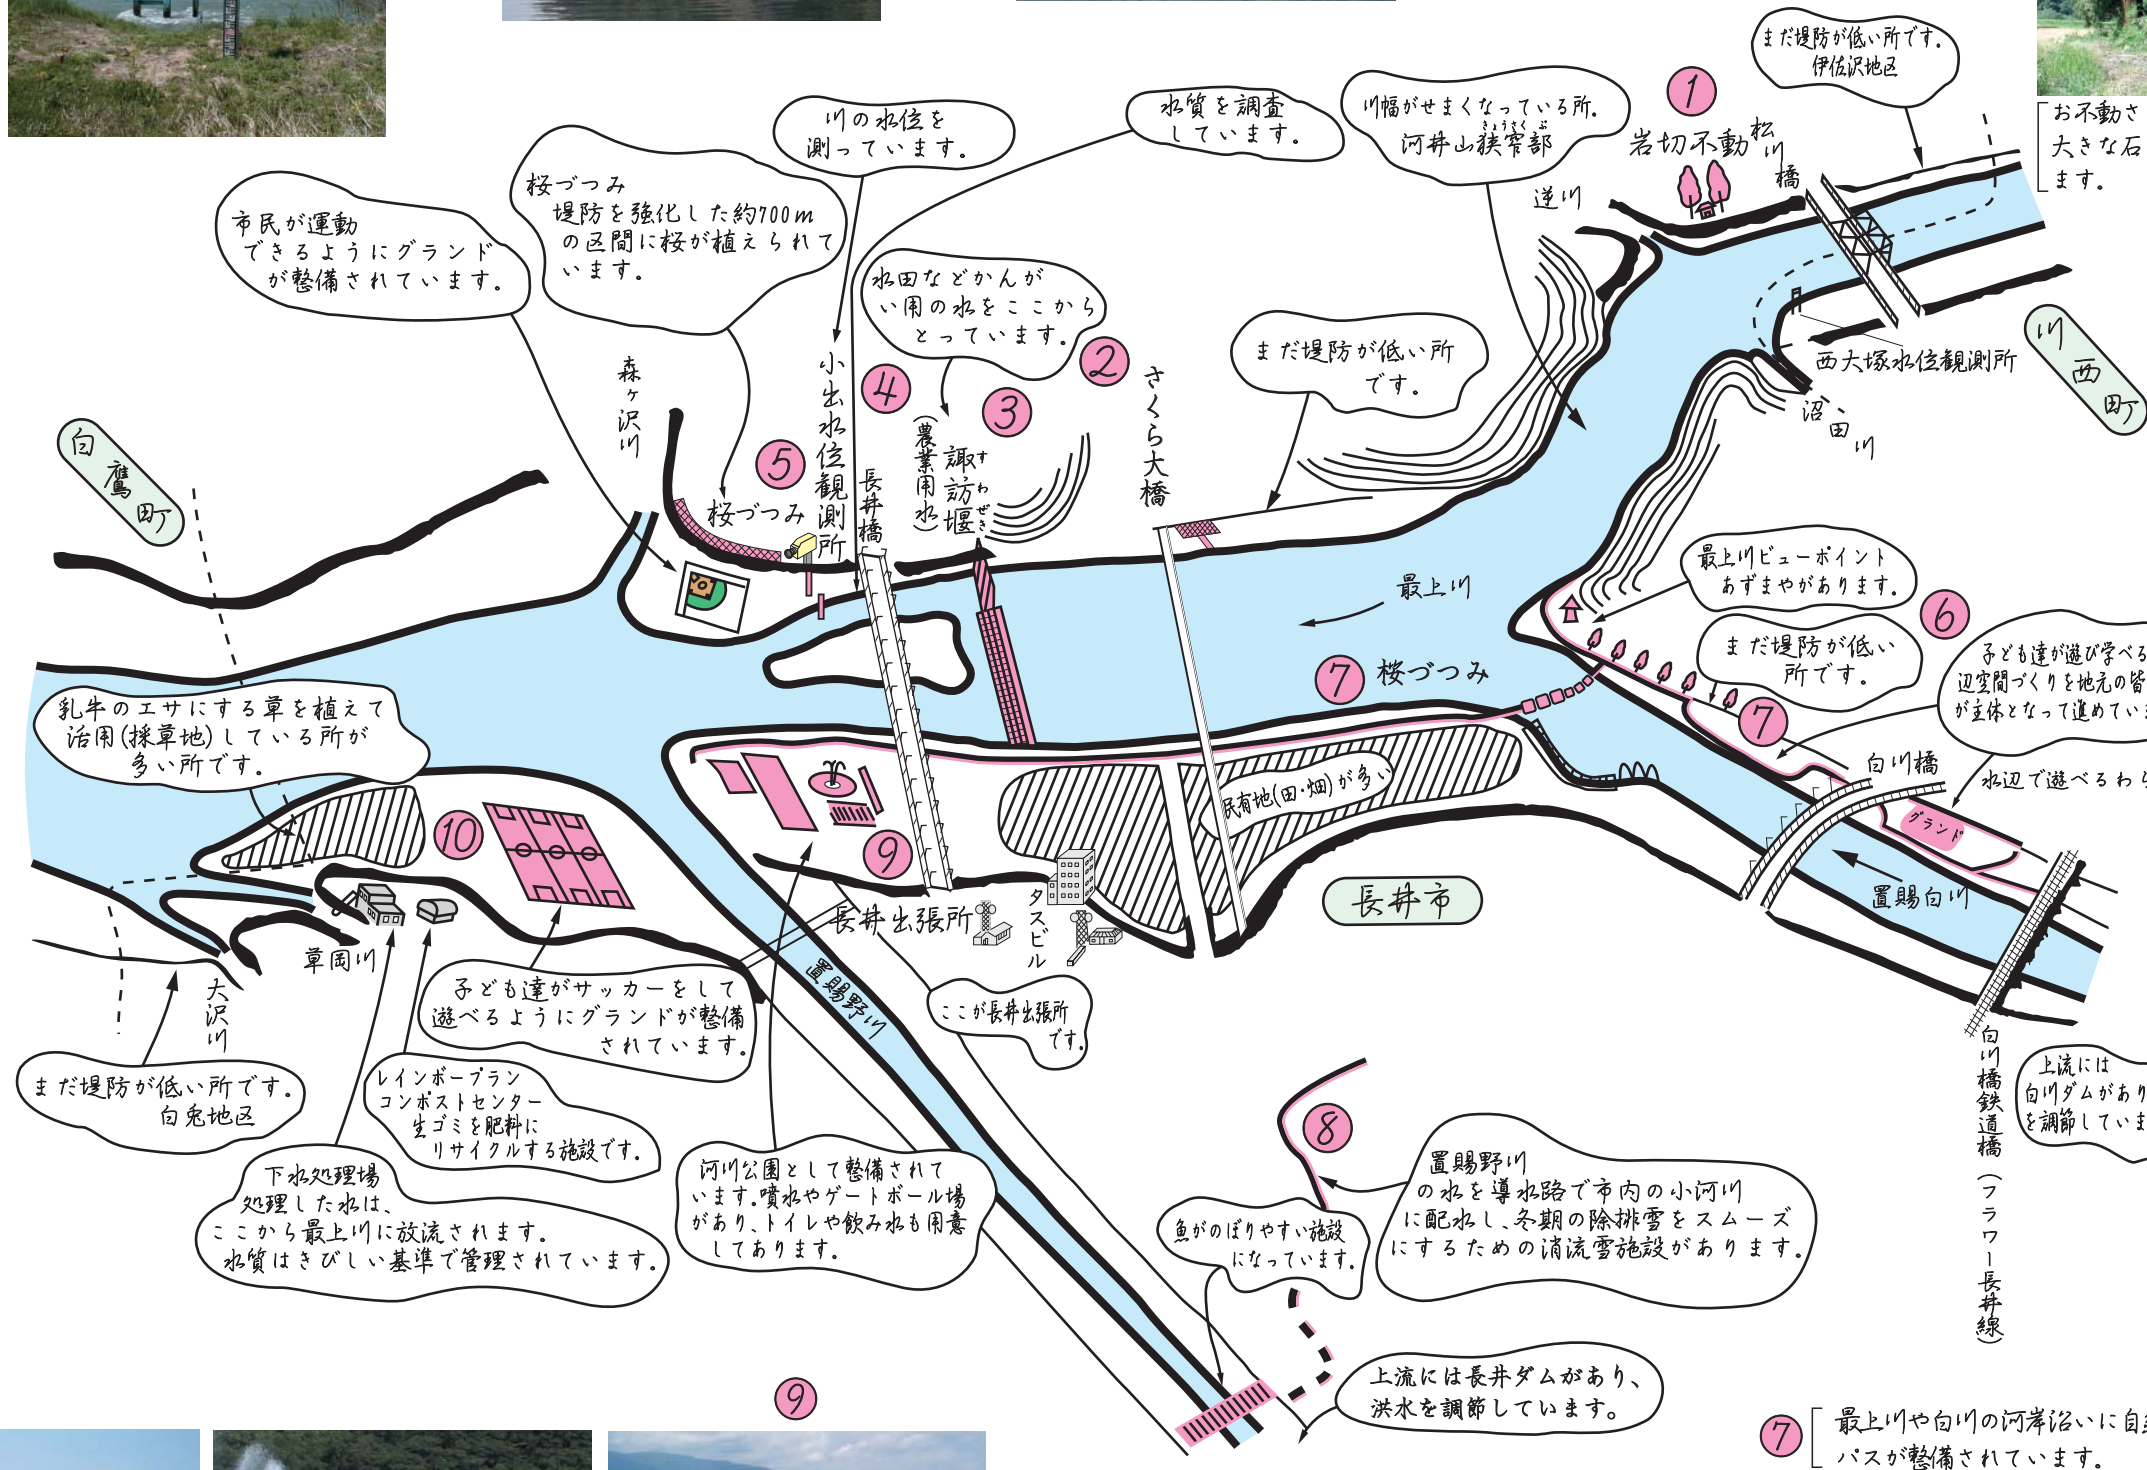 まだ堤防が低い所です。
伊佐沢地区
お不動さ
大きな石
ます。
川の水位を
測っています。
水質を調査
しています。
川幅がせまくなっている所。
河井山狭窄部
きょうさくぶ
①
岩切不動
松川橋
逆川
市民が運動
できるようにグランド
が整備されています。
桜づつみ
堤防を強化した約700m
の区間に桜が植えられて
います。
水田などかんが
い用の水をここから
とっています。
②
さくら大橋
まだ堤防が低い所
です。
西大塚水位観測所
沼田川
川西町
白鷹町
森ヶ沢川
⑤
桜づつみ
小出水位観測所
④
長井橋
③
諏訪堰
すわぜき
(農業用水)
最上川
最上川ビューポイント
あずまやがあります。
⑥
まだ堤防が低い
所です。
子ども達が遊び学べる
辺空間づくりを地元の皆
が主体となって進めていま
⑦
桜づつみ
⑦
白川橋
水辺で遊べるわら
グランド
置賜白川
乳牛のエサにする草を植えて
活用(採草地)している所が
多い所です。
⑩
⑨
民有地(田・畑)が多い
長井市
長井出張所
タスビル
草岡川
大沢川
置賜野川
子ども達がサッカーをして
遊べるようにグランドが整備
されています。
ここが長井出張所
です。
まだ堤防が低い所です。
白兎地区
レインボープラン
コンポストセンター
生ゴミを肥料に
リサイクルする施設です。
下水処理場
処理した水は、
ここから最上川に放流されます。
水質はきびしい基準で管理されています。
河川公園として整備されて
います。噴水やゲートボール場
があり、トイレや飲み水も用意
してあります。
⑧
置賜野川
の水を導水路で市内の小河川
に配水し、冬期の除排雪をスムーズ
にするための消流雪施設があります。
魚がのぼりやすい施設
になっています。
白川橋鉄道橋(フラワー長井線)
上流には
白川ダムがあり
を調節していま
上流には長井ダムがあり、
洪水を調節しています。
⑨
⑦
最上川や白川の河岸沿いに自
パスが整備されています。